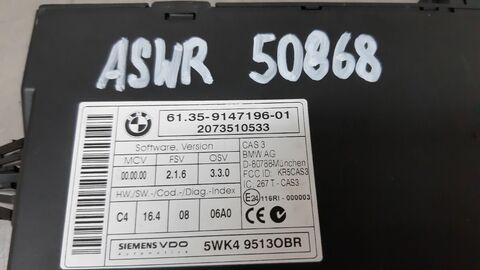 ASWR 50868
BMW
61.35-9147196-01
2073510533
Software, Version
MCV FSV OSV
00.00.00 2.1.6 3.3.0
HW./SW.-/Cod.-/Diag.-Index
C4 16.4 08 06A0
SIEMENS VDO
Automotive
CAS 3
BMW AG
D-80788München
FCC ID: KR5CAS3
IC: 267T-CAS3
E24 116RI-000003
5WK4 9513OBR